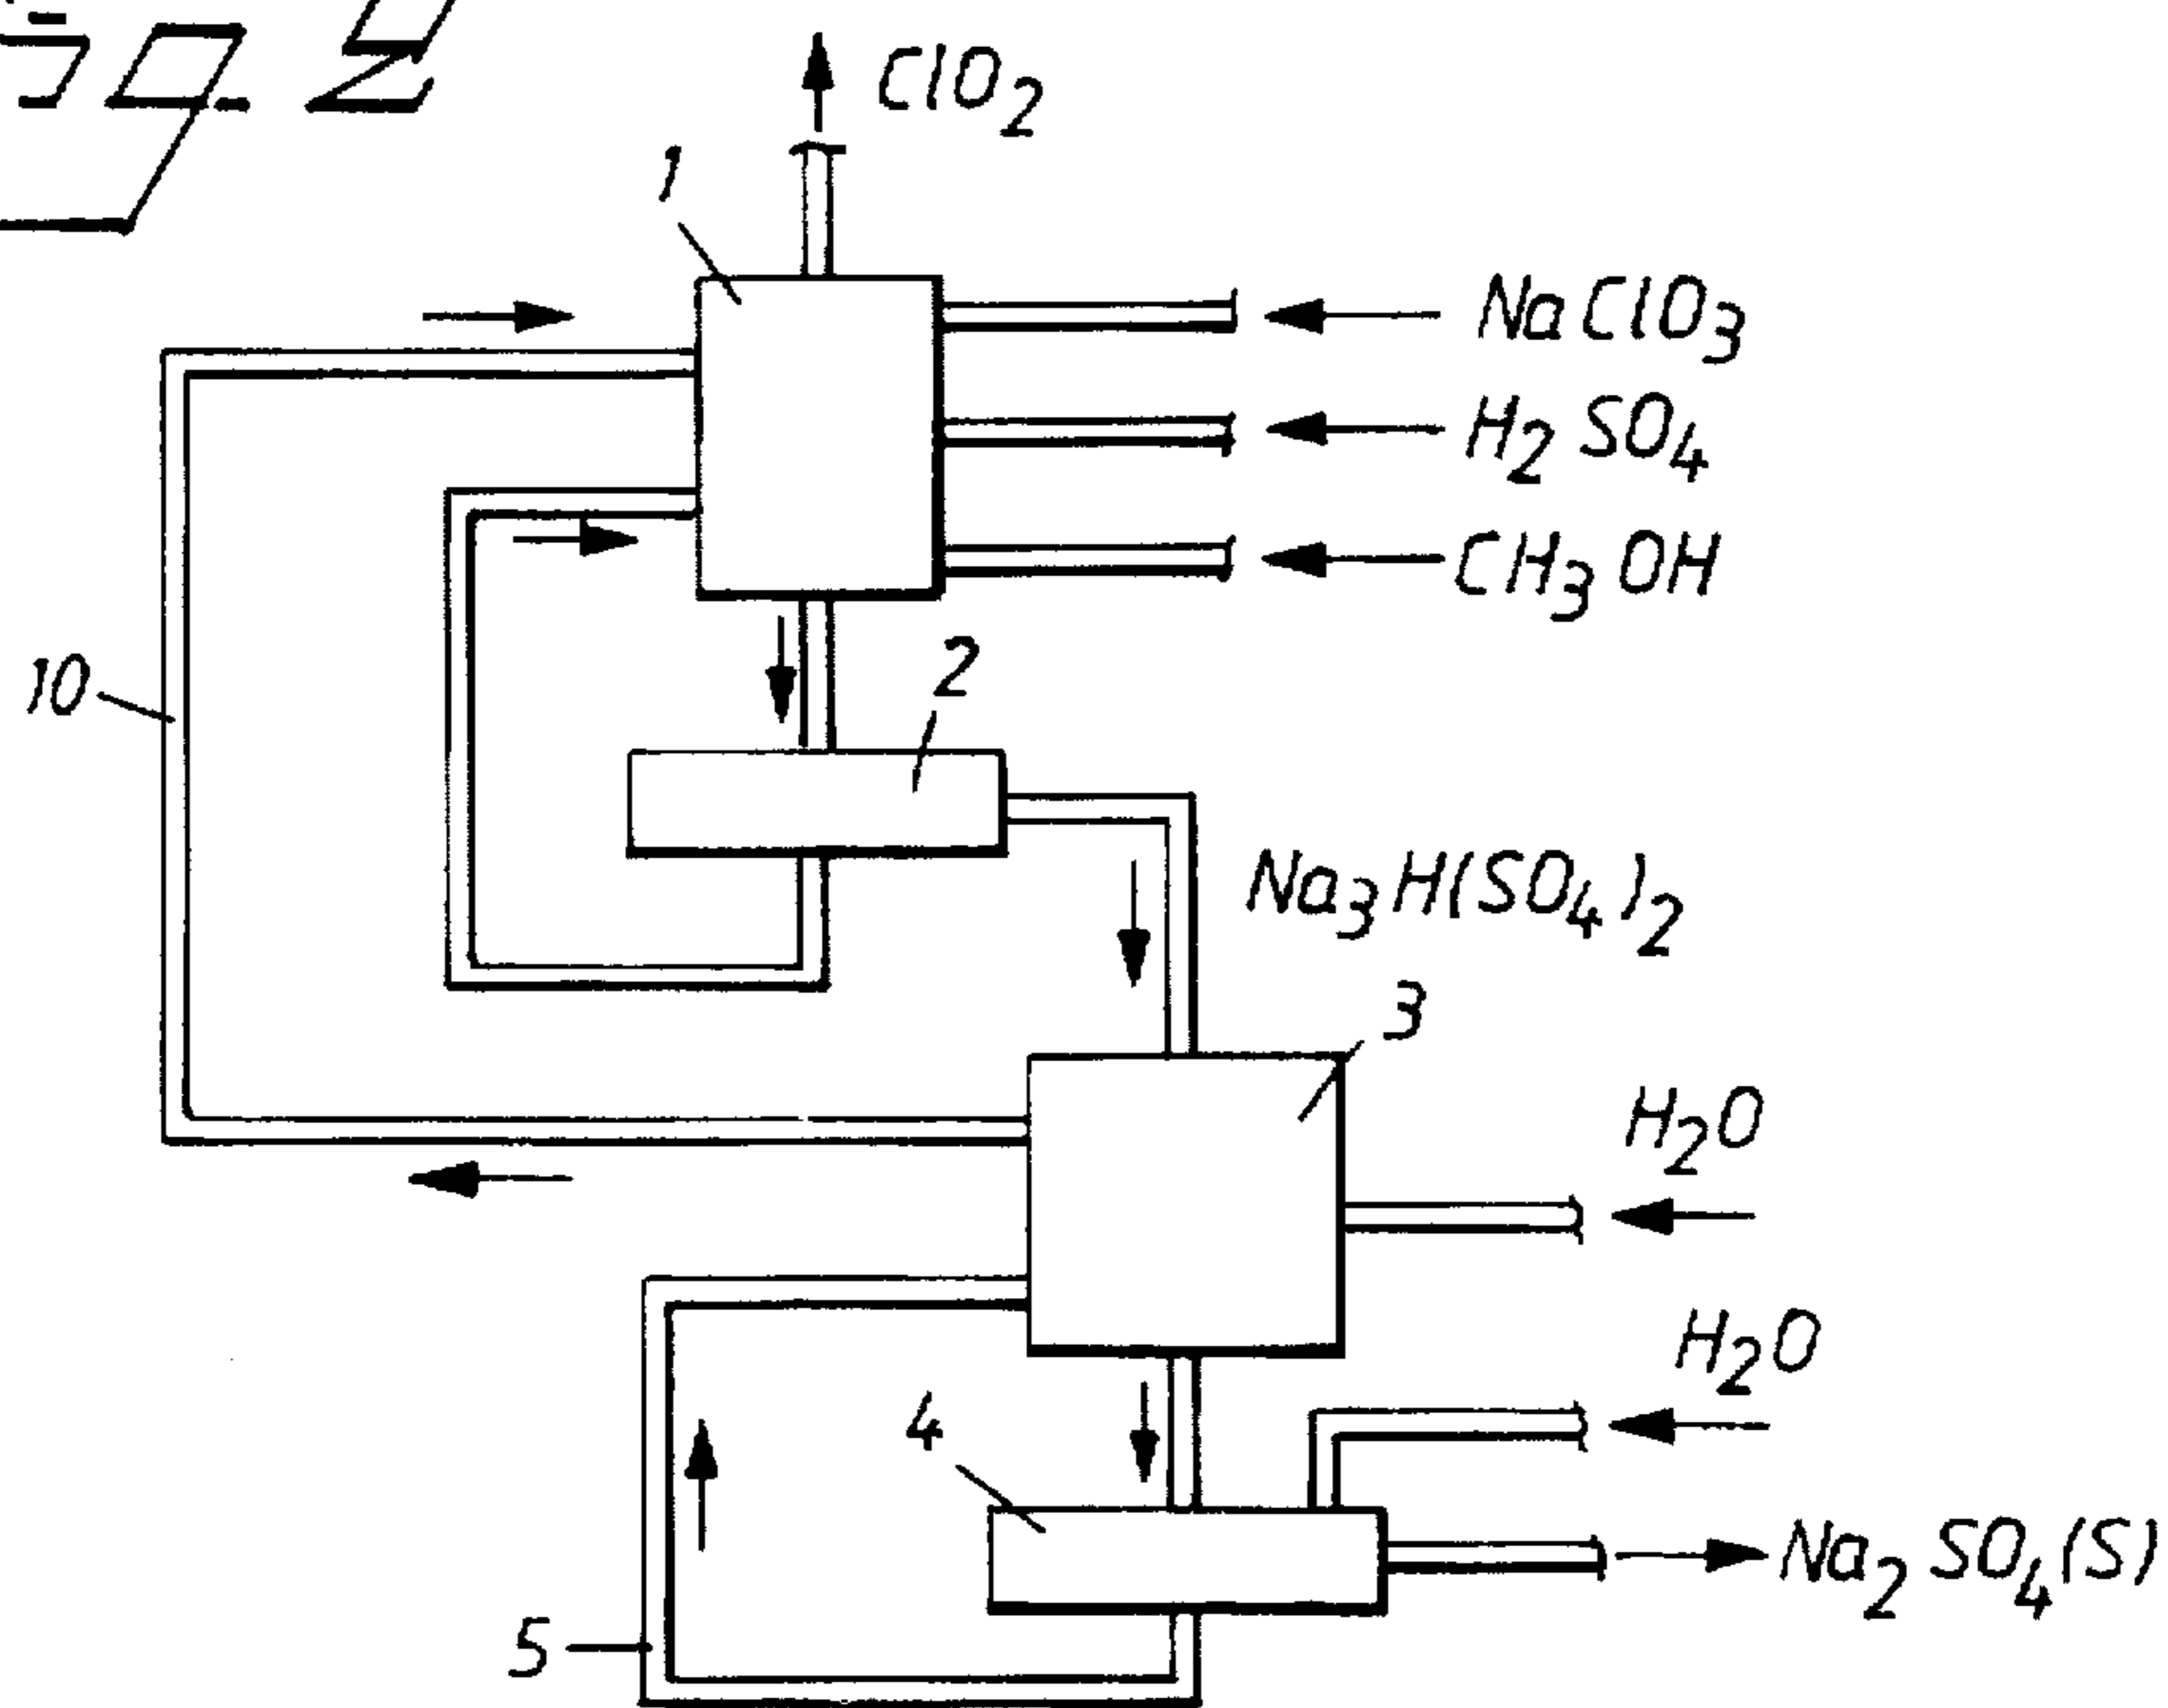 ClO2
1
NaClO3
H2SO4
CH3OH
10
2
Na3H(SO4)2
3
H2O
H2O
4
Na2SO4(S)
5